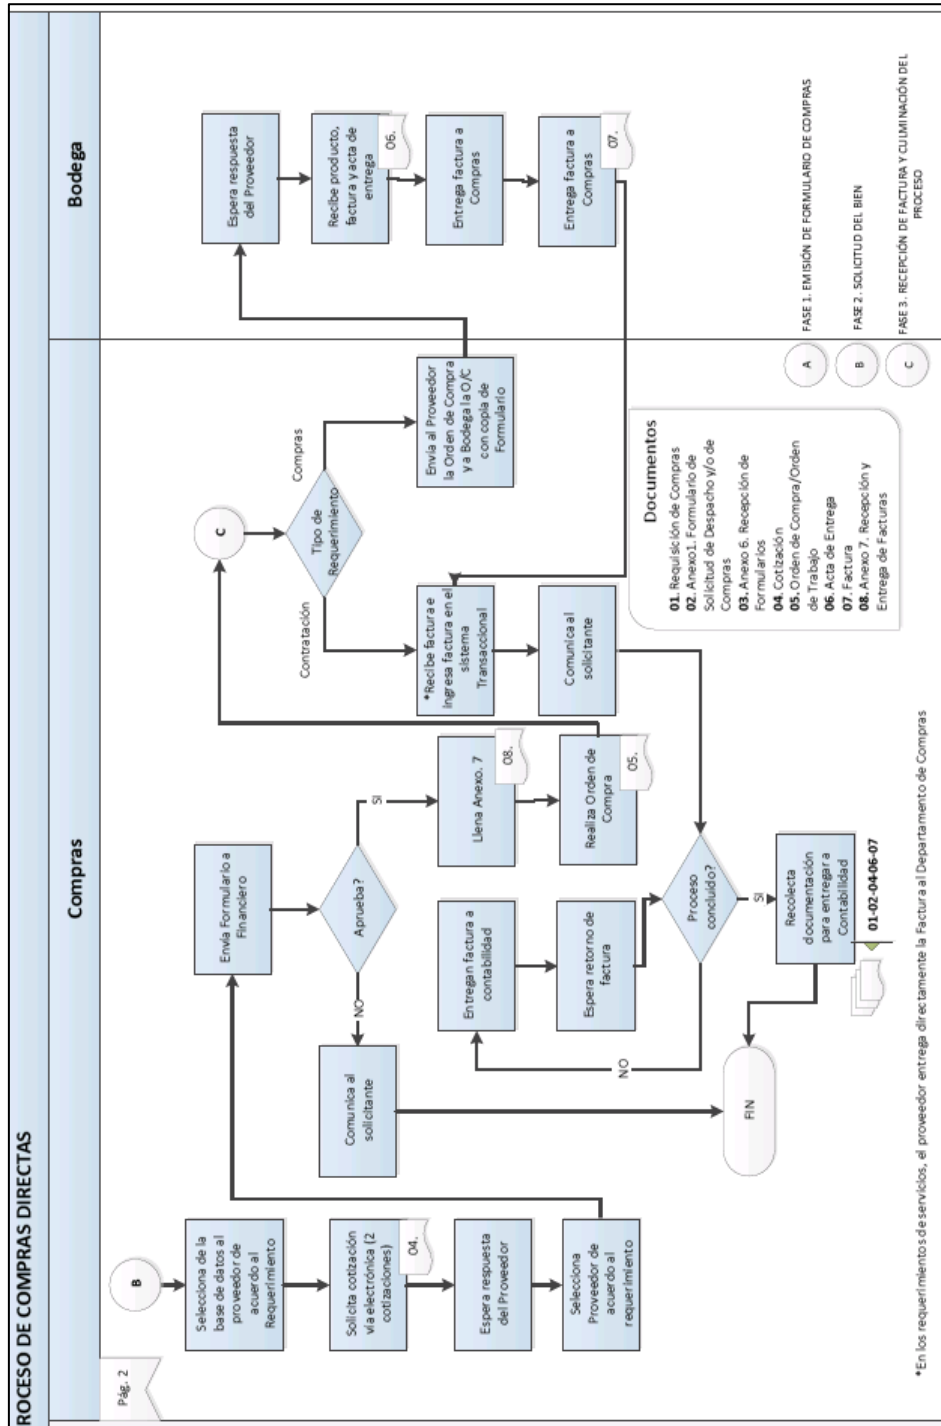 ROCESO DE COMPRAS DIRECTAS
Compras
Bodega
Pág. 2
B
Selecciona de la
base de datos al
proveedor de
acuerdo al
Requerimiento
Solicita cotización
vía electrónica (2
cotizaciones)
04.
Espera respuesta
del Proveedor
Selecciona
Proveedor de
acuerdo al
requerimiento
Envía Formulario a
Financiero
Aprueba?
NO
SI
Comunica al
solicitante
Llena Anexo. 7
08.
Realiza Orden de
Compra
05.
Entregan factura a
contabilidad
Espera retorno de
factura
Proceso
concluido?
NO
SI
Recolecta
documentación
para entregar a
Contabilidad
01-02-04-06-07
FIN
C
Tipo de
Requerimiento
Contratación
Compras
*Recibe factura e
ingresa factura en el
sistema
Transaccional
Comunica al
solicitante
Envía al Proveedor
la Orden de Compra
y a Bodega la O/C
con copia de
Formulario
Espera respuesta
del Proveedor
Recibe producto,
factura y acta de
entrega
06.
Entrega factura a
Compras
Entrega factura a
Compras
07.
Documentos
01. Requisición de Compras
02. Anexo1. Formulario de
Solicitud de Despacho y/o de
Compras
03. Anexo 6. Recepción de
Formularios
04. Cotización
05. Orden de Compra/Orden
de Trabajo
06. Acta de Entrega
07. Factura
08. Anexo 7. Recepción y
Entrega de Facturas
A
FASE 1. EMISIÓN DE FORMULARIO DE COMPRAS
B
FASE 2. SOLICITUD DEL BIEN
C
FASE 3. RECEPCIÓN DE FACTURA Y CULMINACIÓN DEL
PROCESO
*En los requerimientos de servicios, el proveedor entrega directamente la Factura al Departamento de Compras